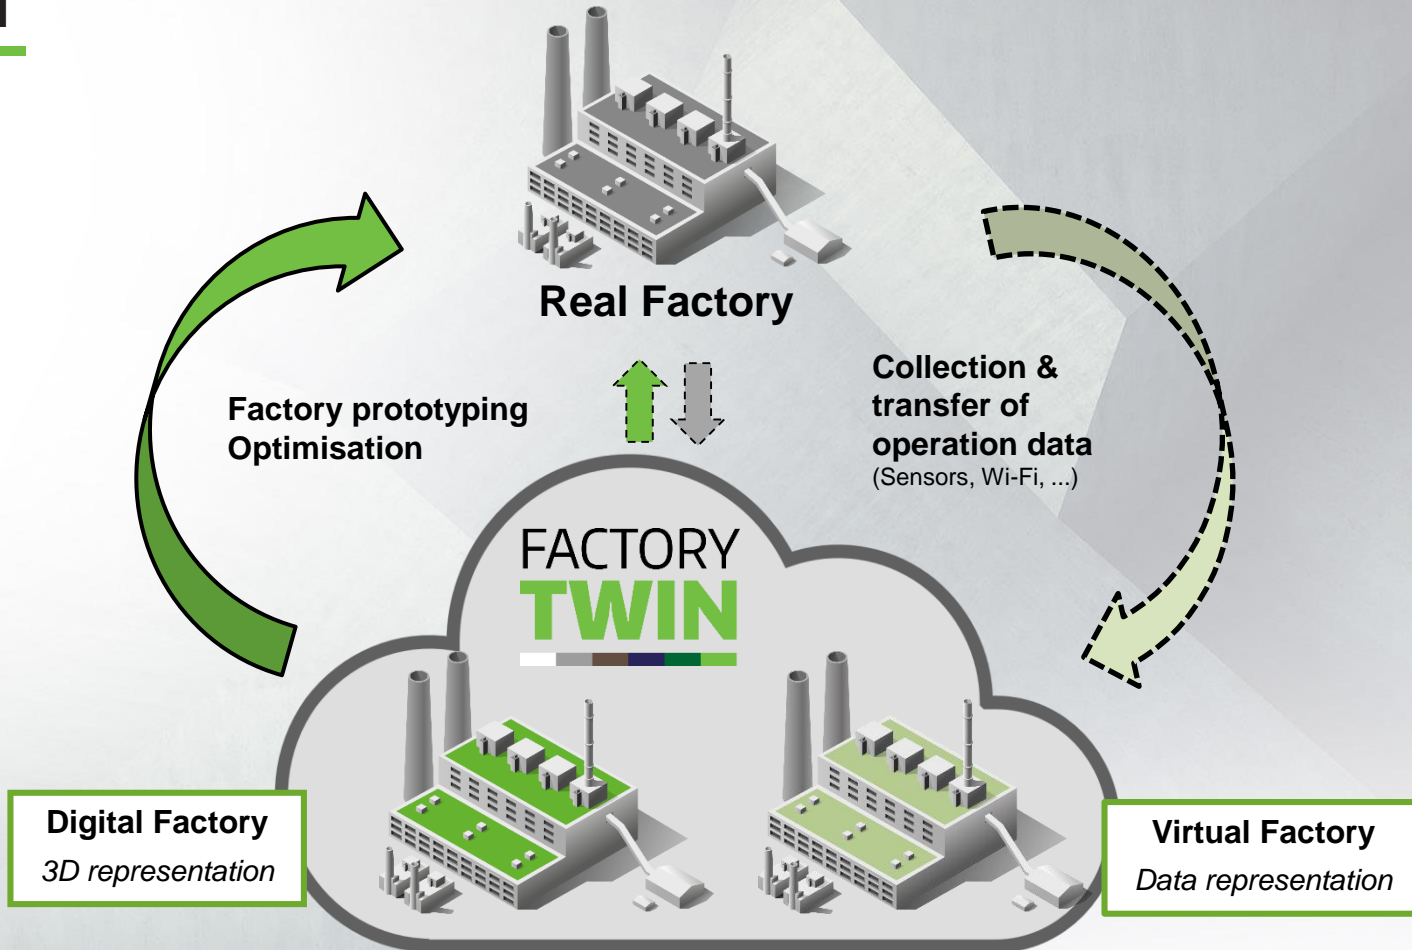 Real Factory
Factory prototyping
Optimisation
Collection &
transfer of
operation data
(Sensors, Wi-Fi, ...)
FACTORY
TWIN
Digital Factory
3D representation
Virtual Factory
Data representation